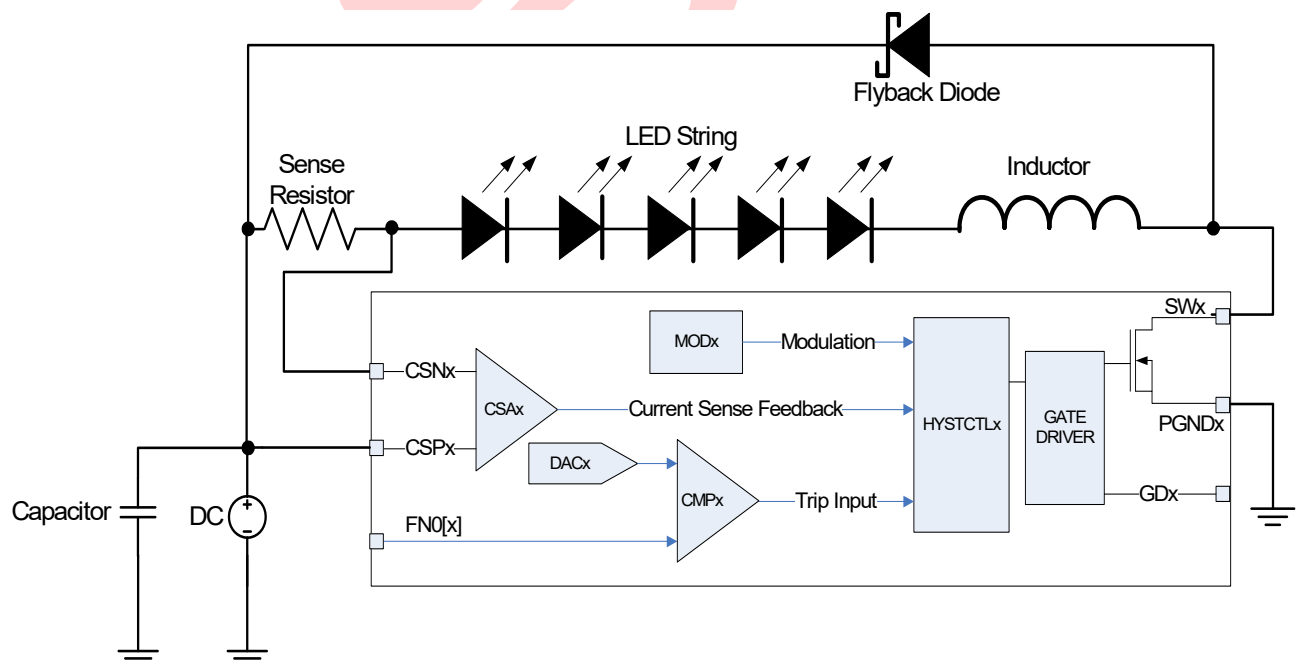 Flyback Diode
LED String
Sense
Resistor
Inductor
SWx
MODx
Modulation
CSNx
CSAx
Current Sense Feedback
HYSTCTLx
GATE
DRIVER
PGNDx
CSPx
DACx
CMPx
Trip Input
GDx
Capacitor
DC
+
-
FN0[x]